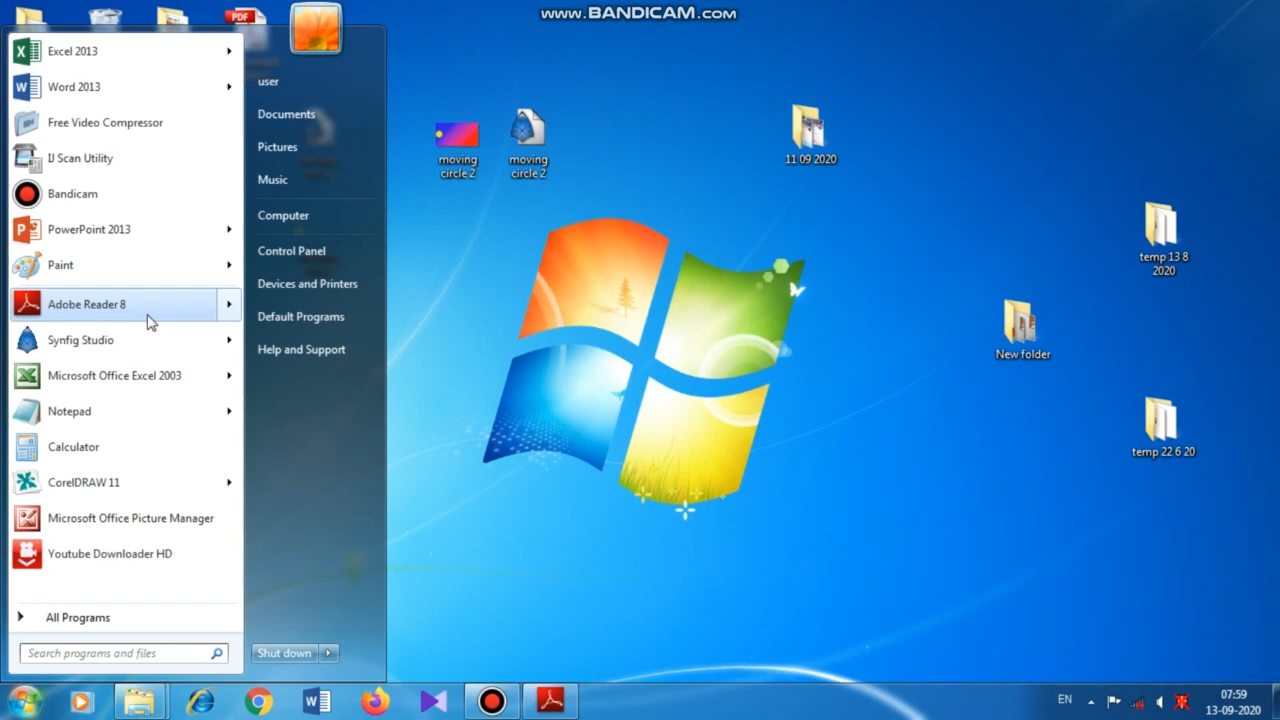 www.BANDICAM.com
PDF
Excel 2013
Word 2013
Free Video Compressor
IJ Scan Utility
Bandicam
PowerPoint 2013
Paint
Adobe Reader 8
Synfig Studio
Microsoft Office Excel 2003
Notepad
Calculator
CorelDRAW 11
Microsoft Office Picture Manager
Youtube Downloader HD
All Programs
Search programs and files
user
Documents
Pictures
Music
Computer
Control Panel
Devices and Printers
Default Programs
Help and Support
Shut down
moving
circle 2
moving
circle 2
11 09 2020
temp 13 8
2020
New folder
temp 22 6 20
EN
07:59
13-09-2020